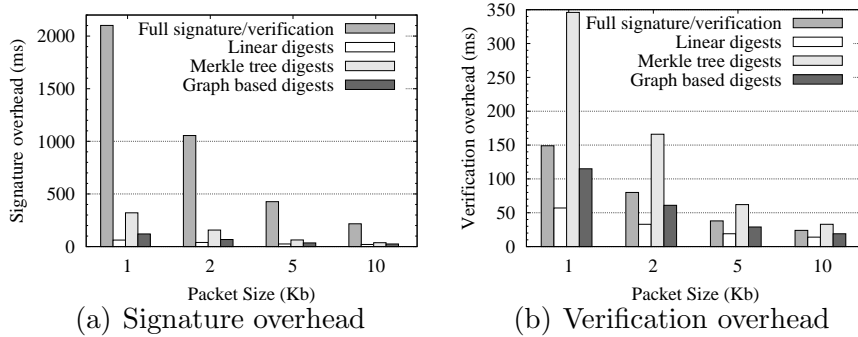 2000
1500
1000
500
0
Signature overhead (ms)
Full signature/verification
Linear digests
Merkle tree digests
Graph based digests
1 2 5 10
Packet Size (Kb)
(a) Signature overhead
350
300
250
200
150
100
50
0
Verification overhead (ms)
Full signature/verification
Linear digests
Merkle tree digests
Graph based digests
1 2 5 10
Packet Size (Kb)
(b) Verification overhead